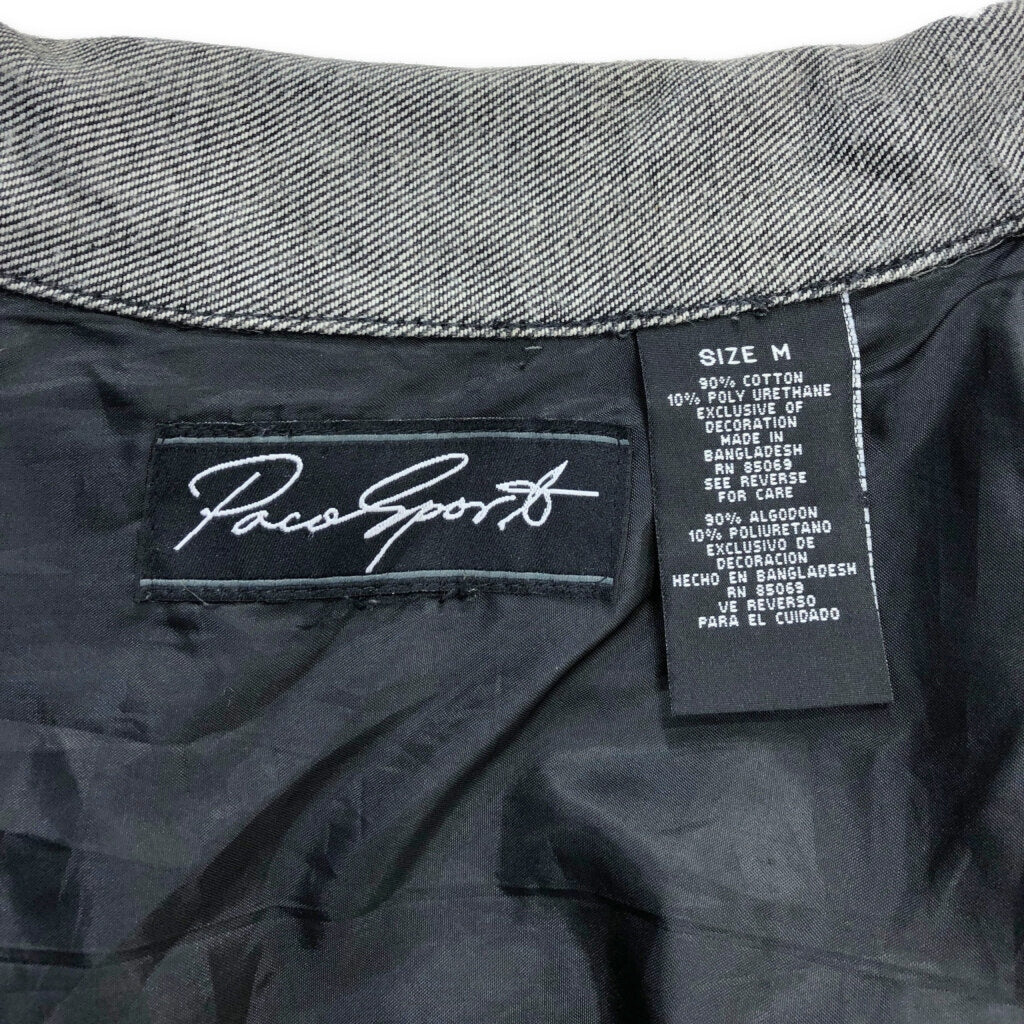 Paco Sport
SIZE M
90% COTTON
10% POLY URETHANE
EXCLUSIVE OF
DECORATION
MADE IN
BANGLADESH
RN 85069
SEE REVERSE
FOR CARE
90% ALGODON
10% POLIURETANO
EXCLUSIVO DE
DECORACION
HECHO EN BANGLADESH
RN 85069
VE REVERSO
PARA EL CUIDADO